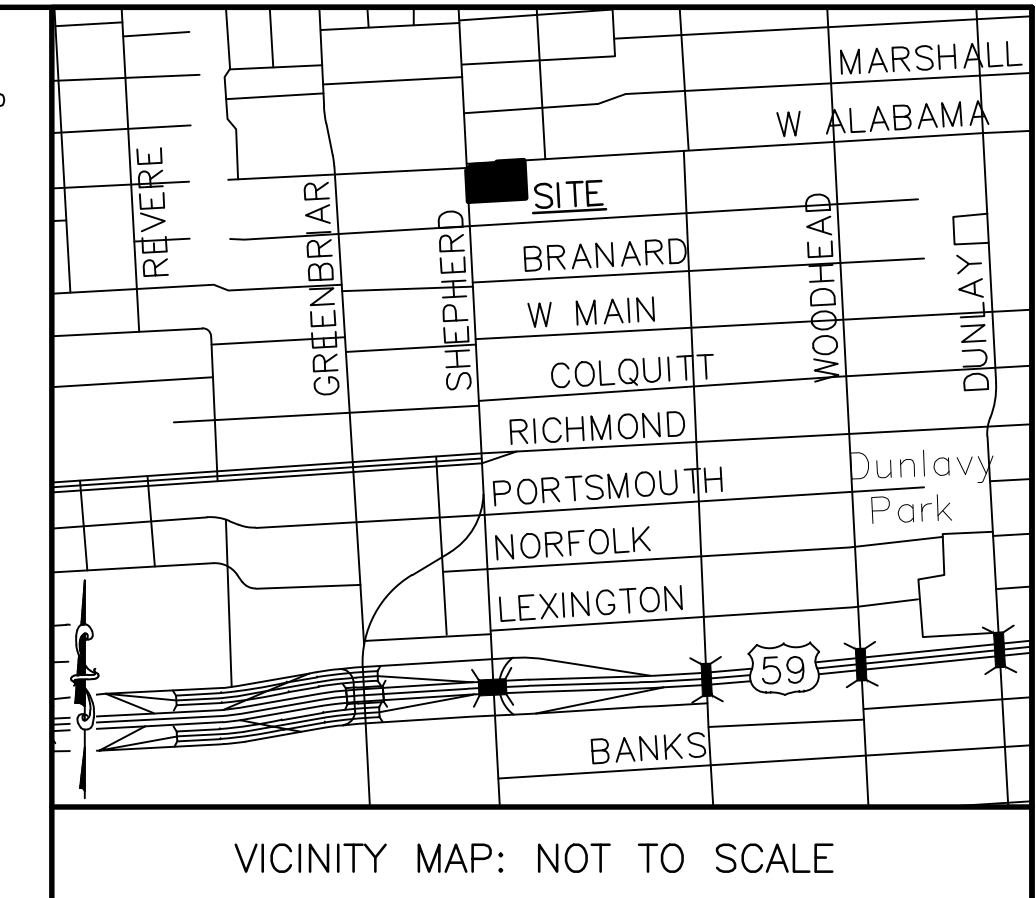 MARSHALL
W ALABAMA
REVERE
GREENBRIAR
SHEPHERD
SITE
BRANARD
W MAIN
COLQUITT
RICHMOND
PORTSMOUTH
NORFOLK
LEXINGTON
WOODHEAD
DUNLAY
Dunlavy
Park
59
BANKS
VICINITY MAP: NOT TO SCALE